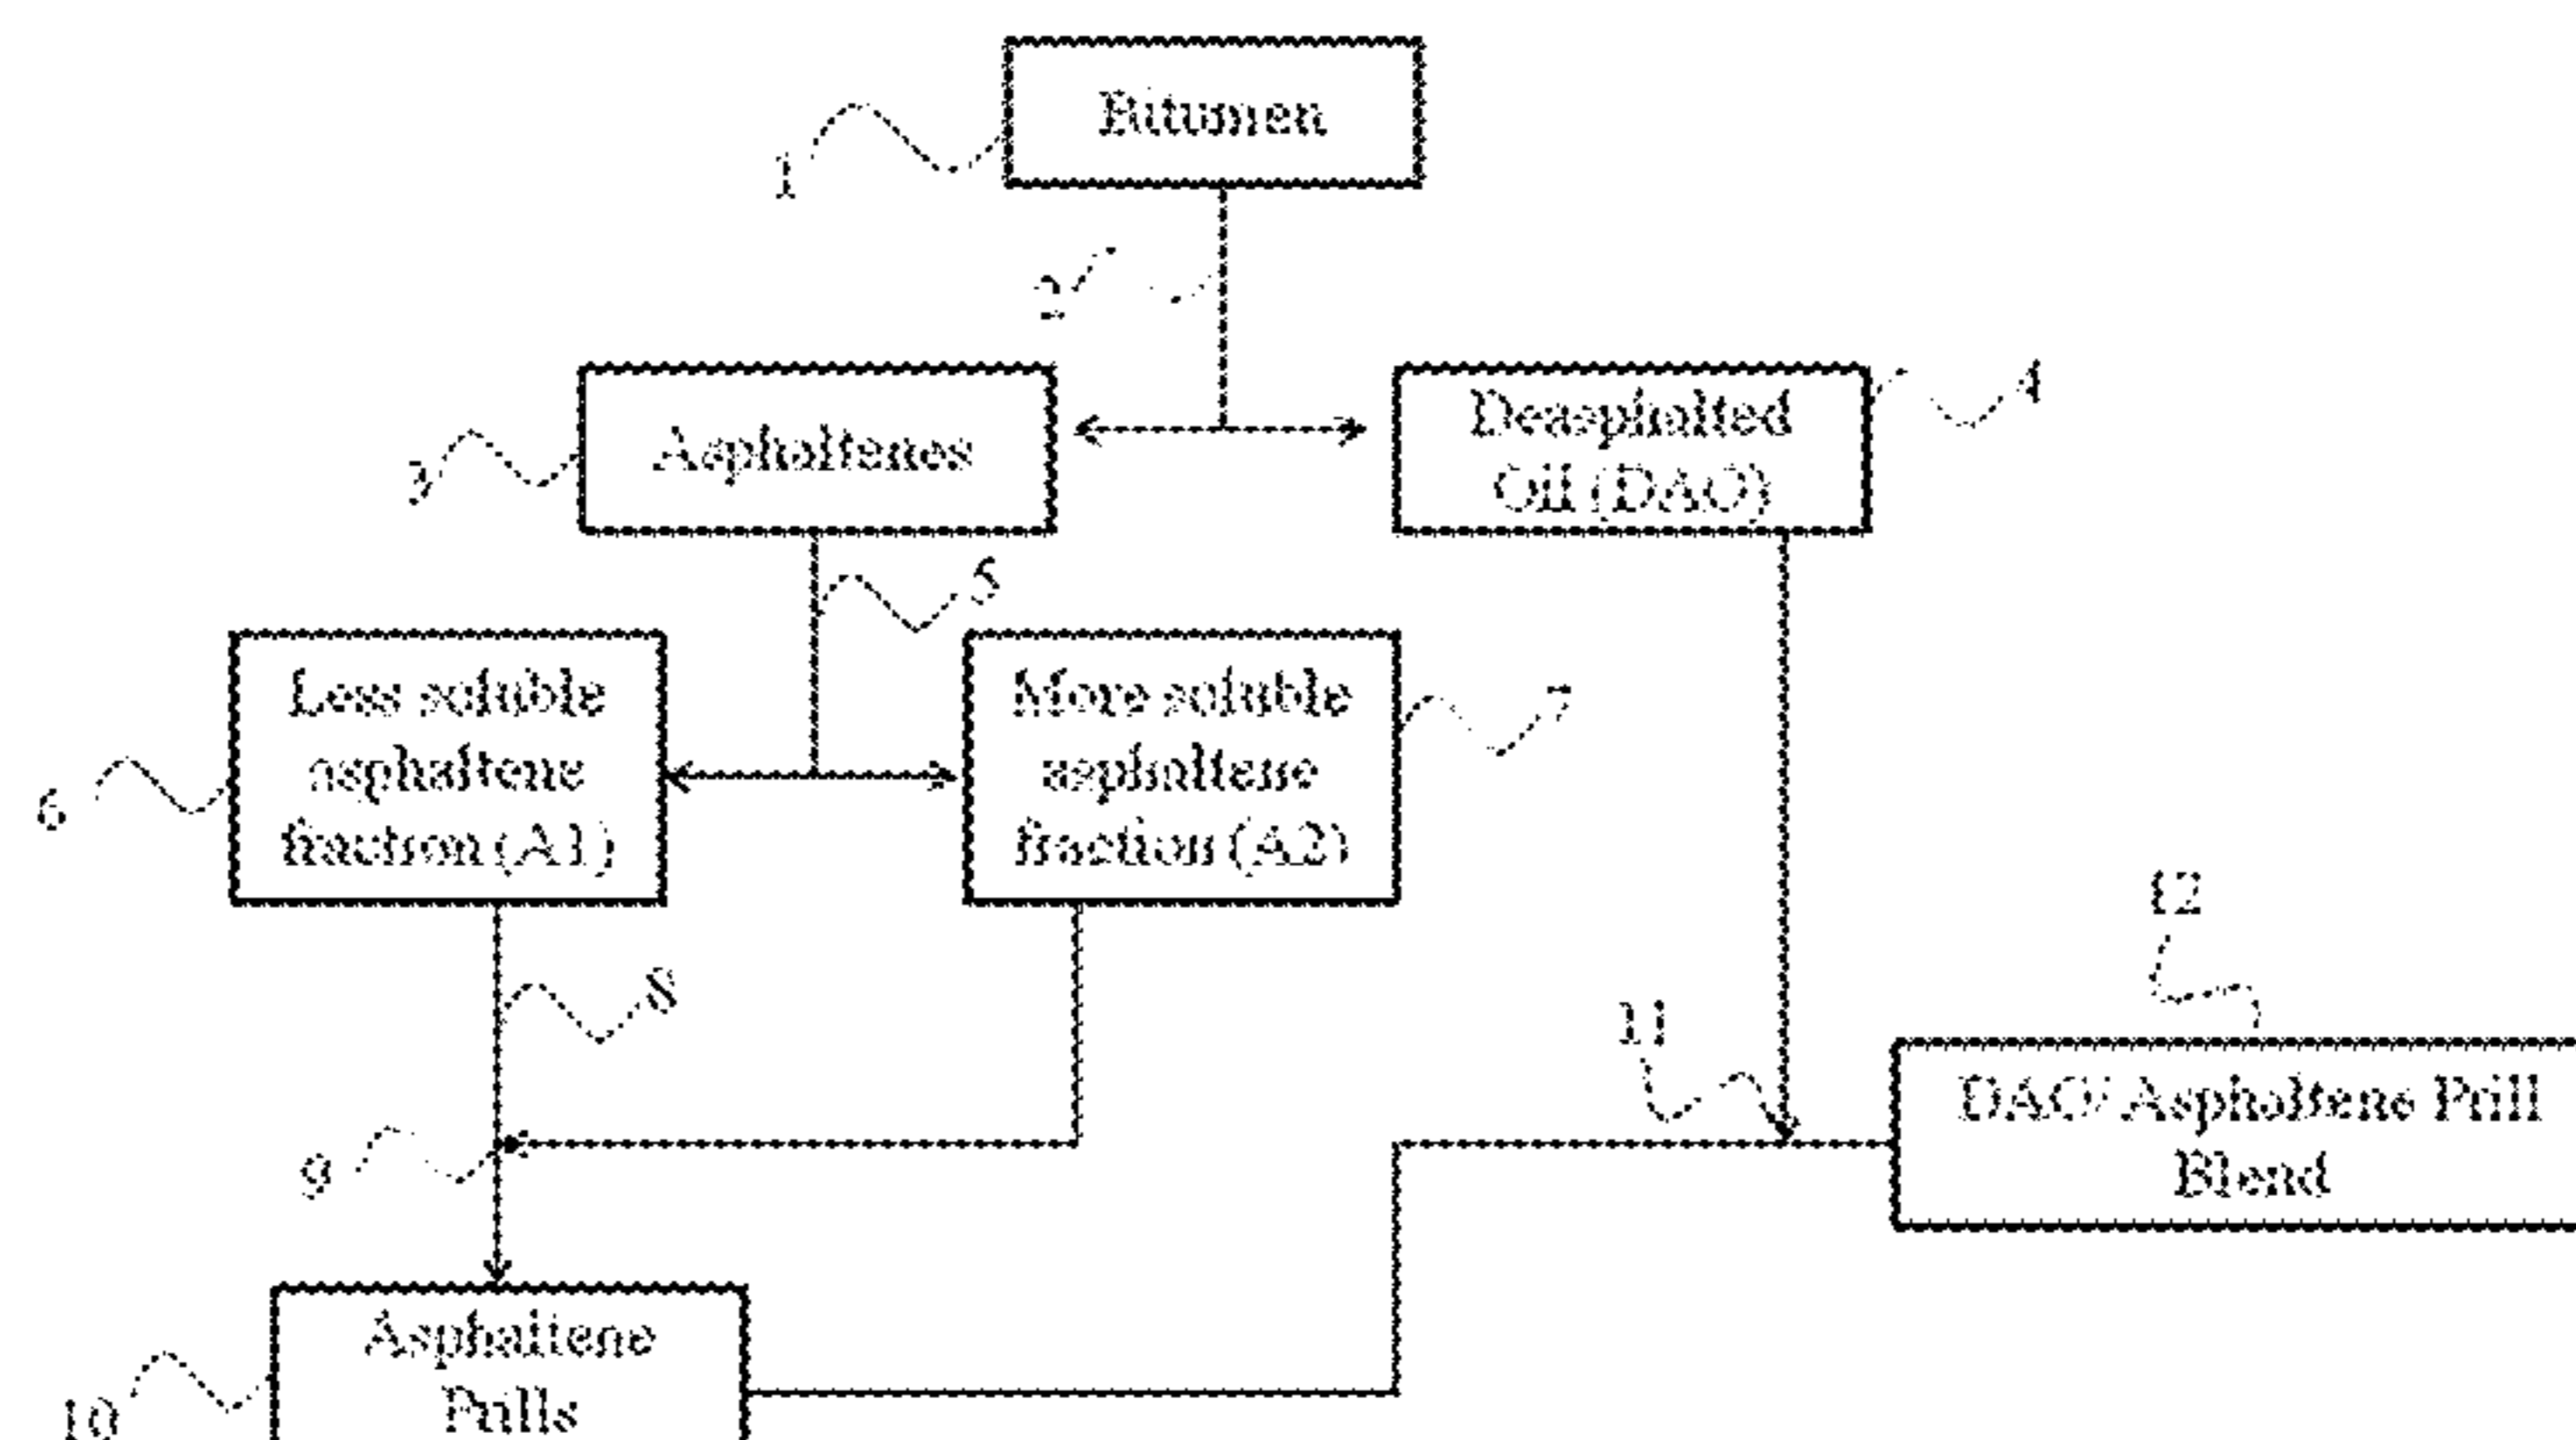 Bitumen
1
2
Asphaltenes
3
Deasphalted
Oil (DAO)
4
5
Less soluble
asphaltene
fraction (A1)
6
More soluble
asphaltene
fraction (A2)
7
8
9
11
12
DAO/ Asphaltene Prill
Blend
Asphaltene
Prills
10